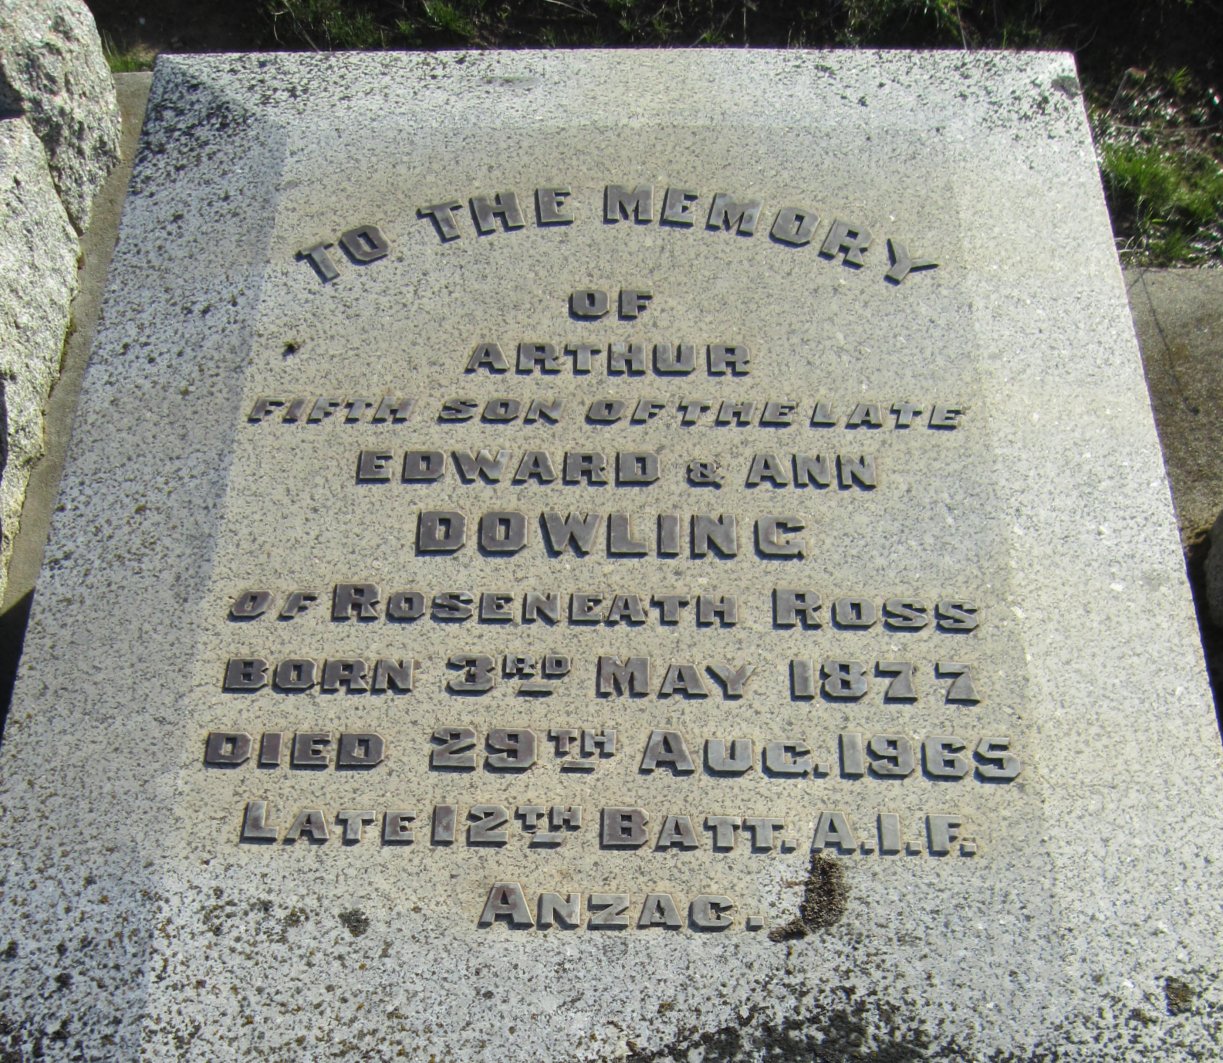 TO THE MEMORY
OF
ARTHUR
FIFTH SON OF THE LATE
EDWARD & ANN
DOWLING
OF ROSENEATH ROSS
BORN 3RD MAY 1877
DIED 29TH AUG. 1965
LATE 12TH BATT. A.I.F.
ANZAC.